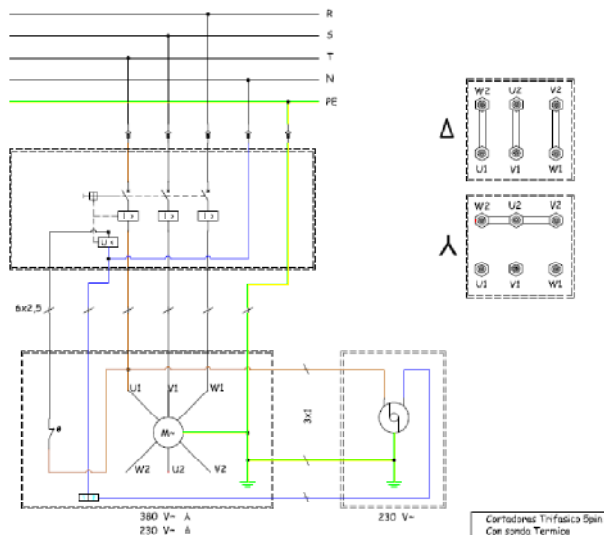 R
S
T
N
PE
W2 U2 V2
Δ
U1 V1 W1
W2 U2 V2
U1 V1 W1
I> I> I>
U<
6x2,5
U1 V1 W1
M~
W2 U2 V2
3x1
380 V~
230 V~
230 V~
Cortadores Trifasico 5pin
Con sonda Termica